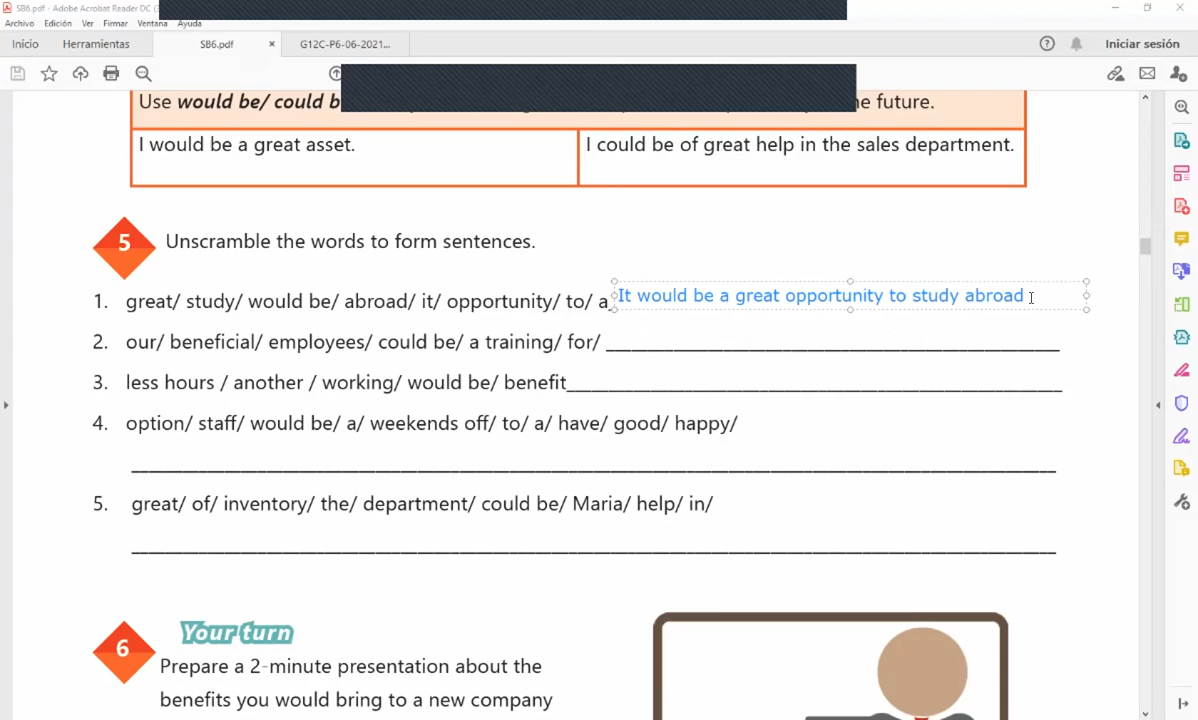 SB6.pdf - Adobe Acrobat Reader DC (
Archivo Edición Ver Firmar Ventana Ayuda
Inicio Herramientas SB6.pdf × G12C-P6-06-2021... Iniciar sesión
Use would be/ could b he future.
I would be a great asset. I could be of great help in the sales department.
5 Unscramble the words to form sentences.
1. great/ study/ would be/ abroad/ it/ opportunity/ to/ a It would be a great opportunity to study abroad
2. our/ beneficial/ employees/ could be/ a training/ for/ ____
3. less hours / another / working/ would be/ benefit____
4. option/ staff/ would be/ a/ weekends off/ to/ a/ have/ good/ happy/
5. great/ of/ inventory/ the/ department/ could be/ Maria/ help/ in/
6 Your turn
Prepare a 2-minute presentation about the
benefits you would bring to a new company